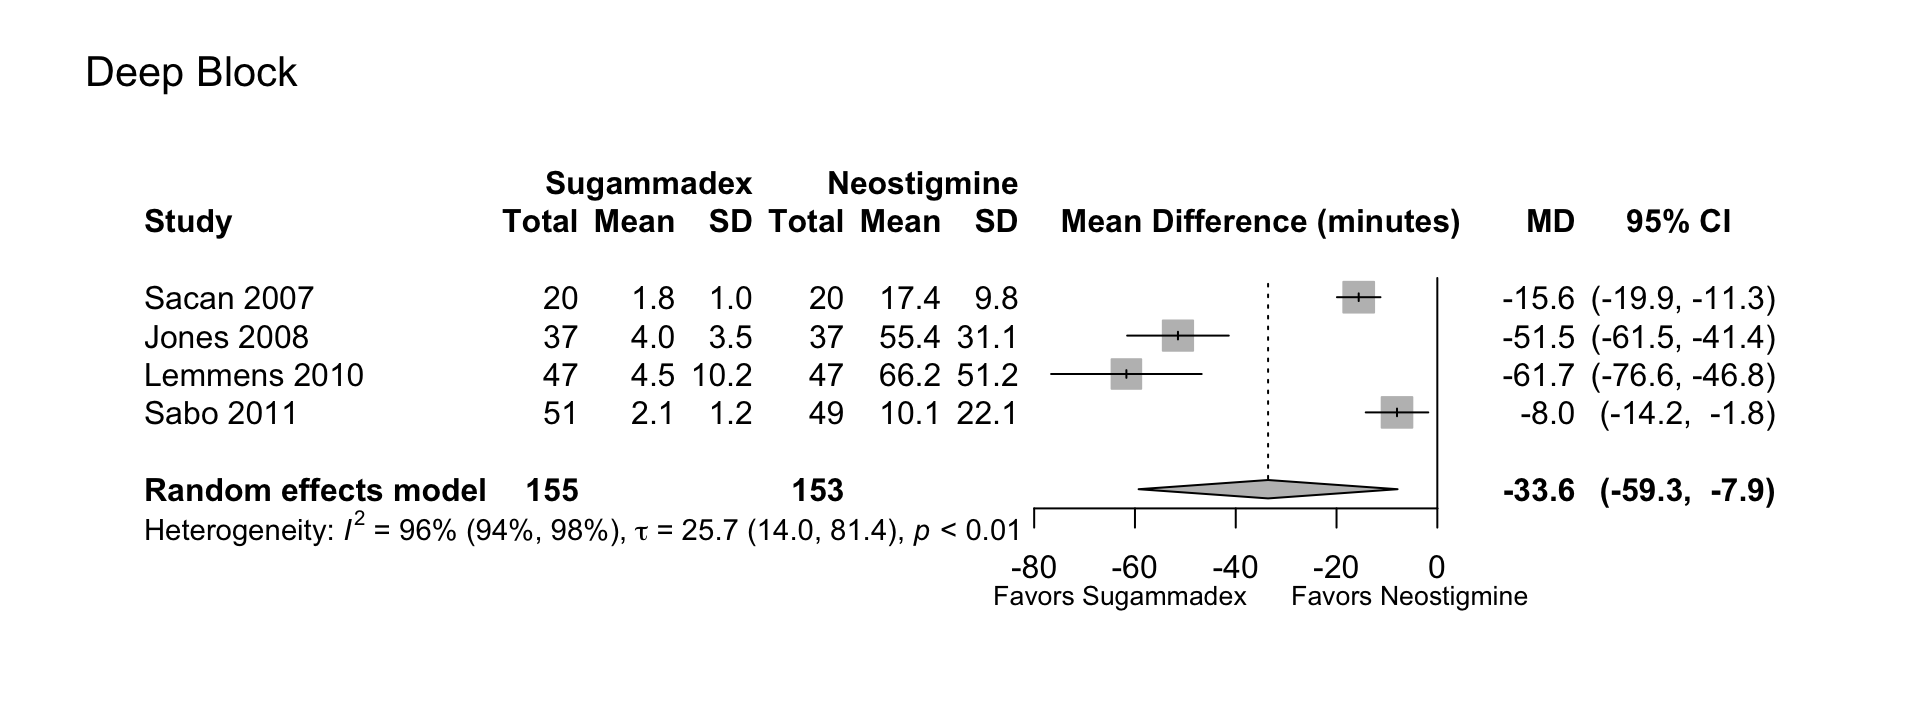 Deep Block
Sugammadex Neostigmine
Study Total Mean SD Total Mean SD Mean Difference (minutes) MD 95% CI
Sacan 2007 20 1.8 1.0 20 17.4 9.8 -15.6 (-19.9, -11.3)
Jones 2008 37 4.0 3.5 37 55.4 31.1 -51.5 (-61.5, -41.4)
Lemmens 2010 47 4.5 10.2 47 66.2 51.2 -61.7 (-76.6, -46.8)
Sabo 2011 51 2.1 1.2 49 10.1 22.1 -8.0 (-14.2, -1.8)
Random effects model 155 153 -33.6 (-59.3, -7.9)
Heterogeneity: I² = 96% (94%, 98%), τ = 25.7 (14.0, 81.4), p < 0.01
-80 -60 -40 -20 0
Favors Sugammadex Favors Neostigmine